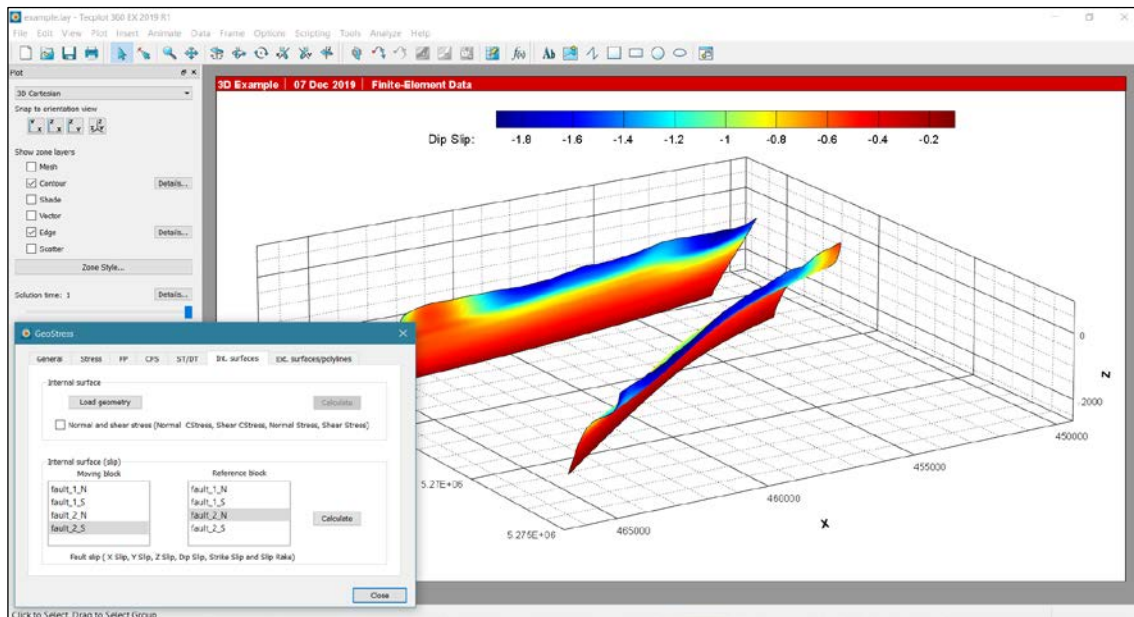 example.lay - Tecplot 360 EX 2019 R1
File Edit View Plot Insert Animate Data Frame Options Scripting Tools Analyze Help
Plot
3D Cartesian
Snap to orientation view
Show zone layers
Mesh
Contour Details...
Shade
Vector
Edge Details...
Scatter
Zone Style...
Solution time: 1 Details...
3D Example | 07 Dec 2019 | Finite-Element Data
Dip Slip: -1.8 -1.6 -1.4 -1.2 -1 -0.8 -0.6 -0.4 -0.2
0
Z
-2000
450000
455000
460000
X
465000
5.27E+06
5.275E+06
GeoStress
General Stress PP CFS ST/DT Int. surfaces Ext. surfaces/polylines
Internal surface
Load geometry Calculate
Normal and shear stress (Normal CStress, Shear CStress, Normal Stress, Shear Stress)
Internal surface (slip)
Moving block Reference block
fault_1_N fault_1_N
fault_1_S fault_1_S
fault_2_N fault_2_N
fault_2_S fault_2_S
Calculate
Fault slip ( X Slip, Y Slip, Z Slip, Dip Slip, Strike Slip and Slip Rake)
Close
Click to Select, Drag to Select Group